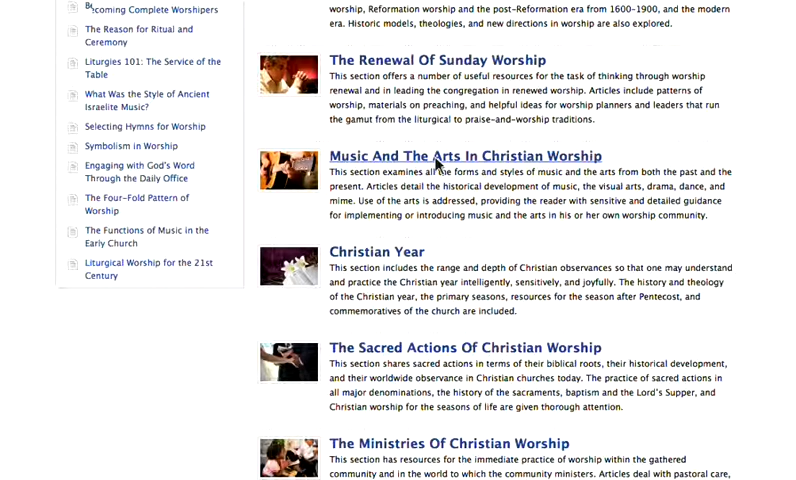 Becoming Complete Worshipers
The Reason for Ritual and
Ceremony
Liturgies 101: The Service of the
Table
What Was the Style of Ancient
Israelite Music?
Selecting Hymns for Worship
Symbolism in Worship
Engaging with God's Word
Through the Daily Office
The Four-Fold Pattern of
Worship
The Functions of Music in the
Early Church
Liturgical Worship for the 21st
Century
worship, Reformation worship and the post-Reformation era from 1600-1900, and the modern
era. Historic models, theologies, and new directions in worship are also explored.
The Renewal Of Sunday Worship
This section offers a number of useful resources for the task of thinking through worship
renewal and in leading the congregation in renewed worship. Articles include patterns of
worship, materials on preaching, and helpful ideas for worship planners and leaders that run
the gamut from the liturgical to praise-and-worship traditions.
Music And The Arts In Christian Worship
This section examines all the forms and styles of music and the arts from both the past and the
present. Articles detail the historical development of music, the visual arts, drama, dance, and
mime. Use of the arts is addressed, providing the reader with sensitive and detailed guidance
for implementing or introducing music and the arts in his or her own worship community.
Christian Year
This section includes the range and depth of Christian observances so that one may understand
and practice the Christian year intelligently, sensitively, and joyfully. The history and theology
of the Christian year, the primary seasons, resources for the season after Pentecost, and
commemoratives of the church are included.
The Sacred Actions Of Christian Worship
This section shares sacred actions in terms of their biblical roots, their historical development,
and their worldwide observance in Christian churches today. The practice of sacred actions in
all major denominations, the history of the sacraments, baptism and the Lord's Supper, and
Christian worship for the seasons of life are given thorough attention.
The Ministries Of Christian Worship
This section has resources for the immediate practice of worship within the gathered
community and in the world to which the community ministers. Articles deal with pastoral care,